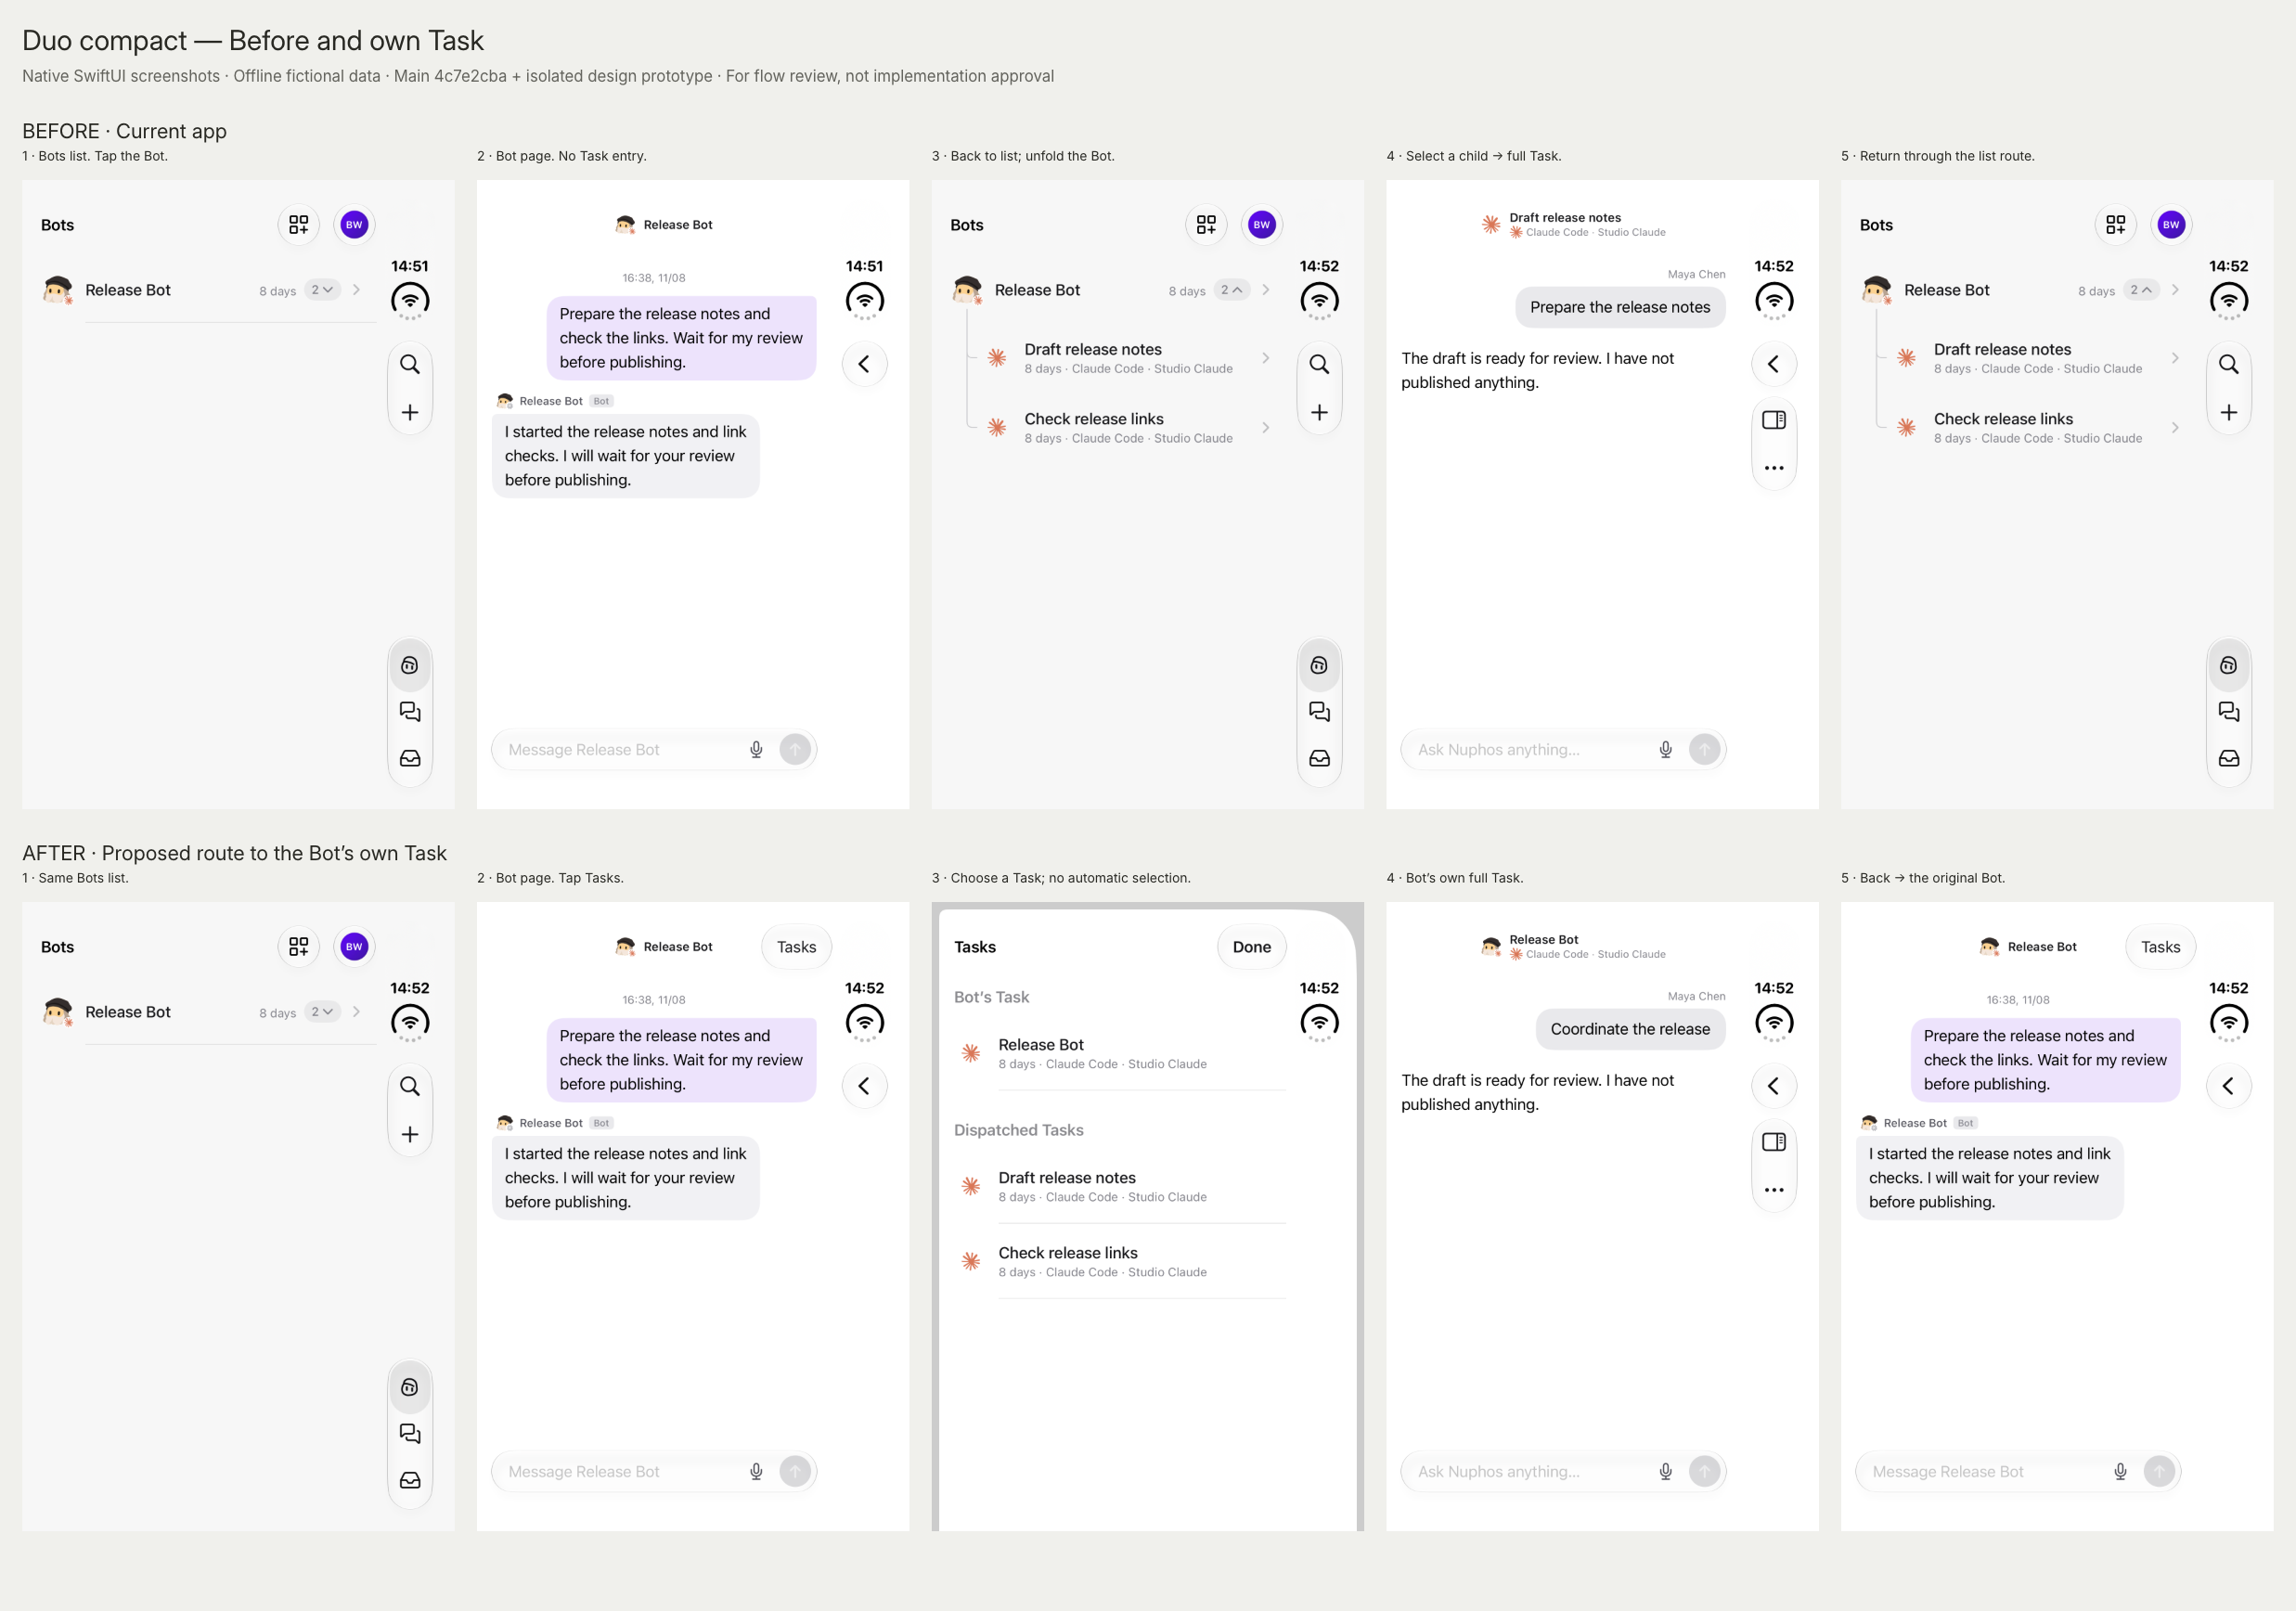 Duo compact — Before and own Task
Native SwiftUI screenshots · Offline fictional data · Main 4c7e2cba + isolated design prototype · For flow review, not implementation approval
BEFORE · Current app
1 · Bots list. Tap the Bot.
Bots
BW
14:51
Release Bot
8 days
2
2 · Bot page. No Task entry.
Release Bot
14:51
16:38, 11/08
Prepare the release notes and
check the links. Wait for my review
before publishing.
Release Bot Bot
I started the release notes and link
checks. I will wait for your review
before publishing.
Message Release Bot
3 · Back to list; unfold the Bot.
Bots
BW
14:52
Release Bot
8 days
2
Draft release notes
8 days · Claude Code · Studio Claude
Check release links
8 days · Claude Code · Studio Claude
4 · Select a child → full Task.
Draft release notes
Claude Code · Studio Claude
14:52
Maya Chen
Prepare the release notes
The draft is ready for review. I have not
published anything.
Ask Nuphos anything...
5 · Return through the list route.
Bots
BW
14:52
Release Bot
8 days
2
Draft release notes
8 days · Claude Code · Studio Claude
Check release links
8 days · Claude Code · Studio Claude
AFTER · Proposed route to the Bot’s own Task
1 · Same Bots list.
Bots
BW
14:52
Release Bot
8 days
2
2 · Bot page. Tap Tasks.
Release Bot
Tasks
14:52
16:38, 11/08
Prepare the release notes and
check the links. Wait for my review
before publishing.
Release Bot Bot
I started the release notes and link
checks. I will wait for your review
before publishing.
Message Release Bot
3 · Choose a Task; no automatic selection.
Tasks
Done
14:52
Bot’s Task
Release Bot
8 days · Claude Code · Studio Claude
Dispatched Tasks
Draft release notes
8 days · Claude Code · Studio Claude
Check release links
8 days · Claude Code · Studio Claude
4 · Bot’s own full Task.
Release Bot
Claude Code · Studio Claude
14:52
Maya Chen
Coordinate the release
The draft is ready for review. I have not
published anything.
Ask Nuphos anything...
5 · Back → the original Bot.
Release Bot
Tasks
14:52
16:38, 11/08
Prepare the release notes and
check the links. Wait for my review
before publishing.
Release Bot Bot
I started the release notes and link
checks. I will wait for your review
before publishing.
Message Release Bot